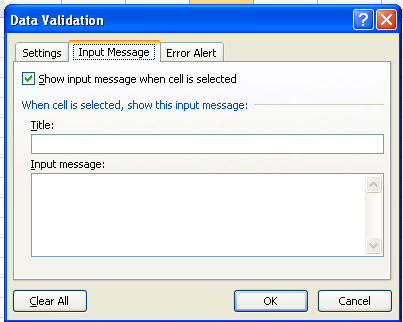 Data Validation
Settings
Input Message
Error Alert
Show input message when cell is selected
When cell is selected, show this input message:
Title:
Input message:
Clear All
OK
Cancel